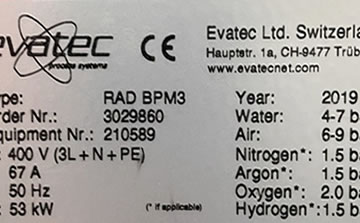 evatec
process systems
CE
Evatec Ltd. Switzerla
Hauptstr. 1a, CH-9477 Trüb
www.evatecnet.com
ype: RAD BPM3 Year: 2019
rder Nr.: 3029860 Water: 4-7 b
quipment Nr.: 210589 Air: 6-9 b
400 V (3L+N+PE) Nitrogen*: 1.5 ba
67 A Argon*: 1.5 ba
50 Hz Oxygen*: 2.0 ba
53 kW (* if applicable) Hydrogen*: 1.5 b